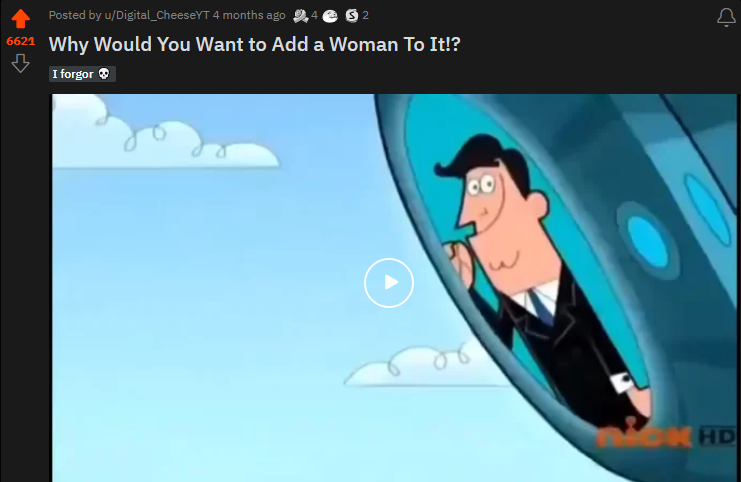 Posted by u/Digital_CheeseYT 4 months ago 4 S 2
6621
Why Would You Want to Add a Woman To It!?
I forgor 💀
nick HD